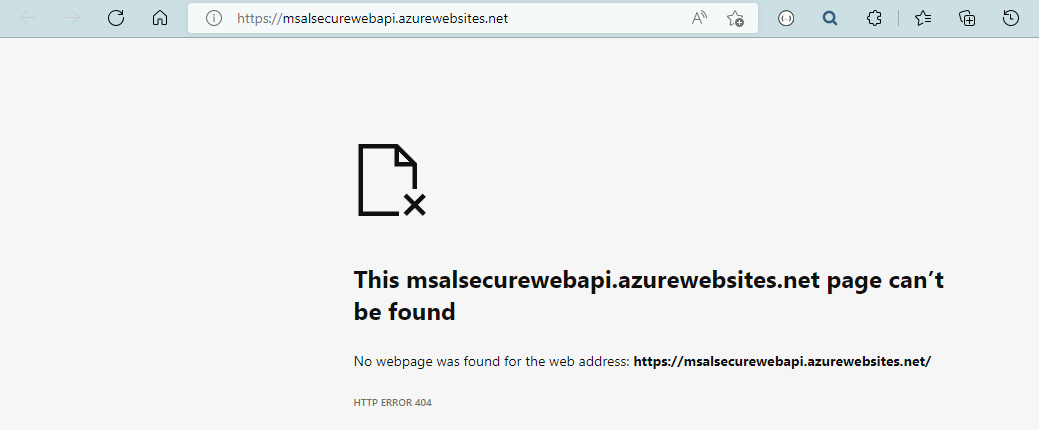 https://msalsecurewebapi.azurewebsites.net
This msalsecurewebapi.azurewebsites.net page can’t
be found
No webpage was found for the web address: https://msalsecurewebapi.azurewebsites.net/
HTTP ERROR 404